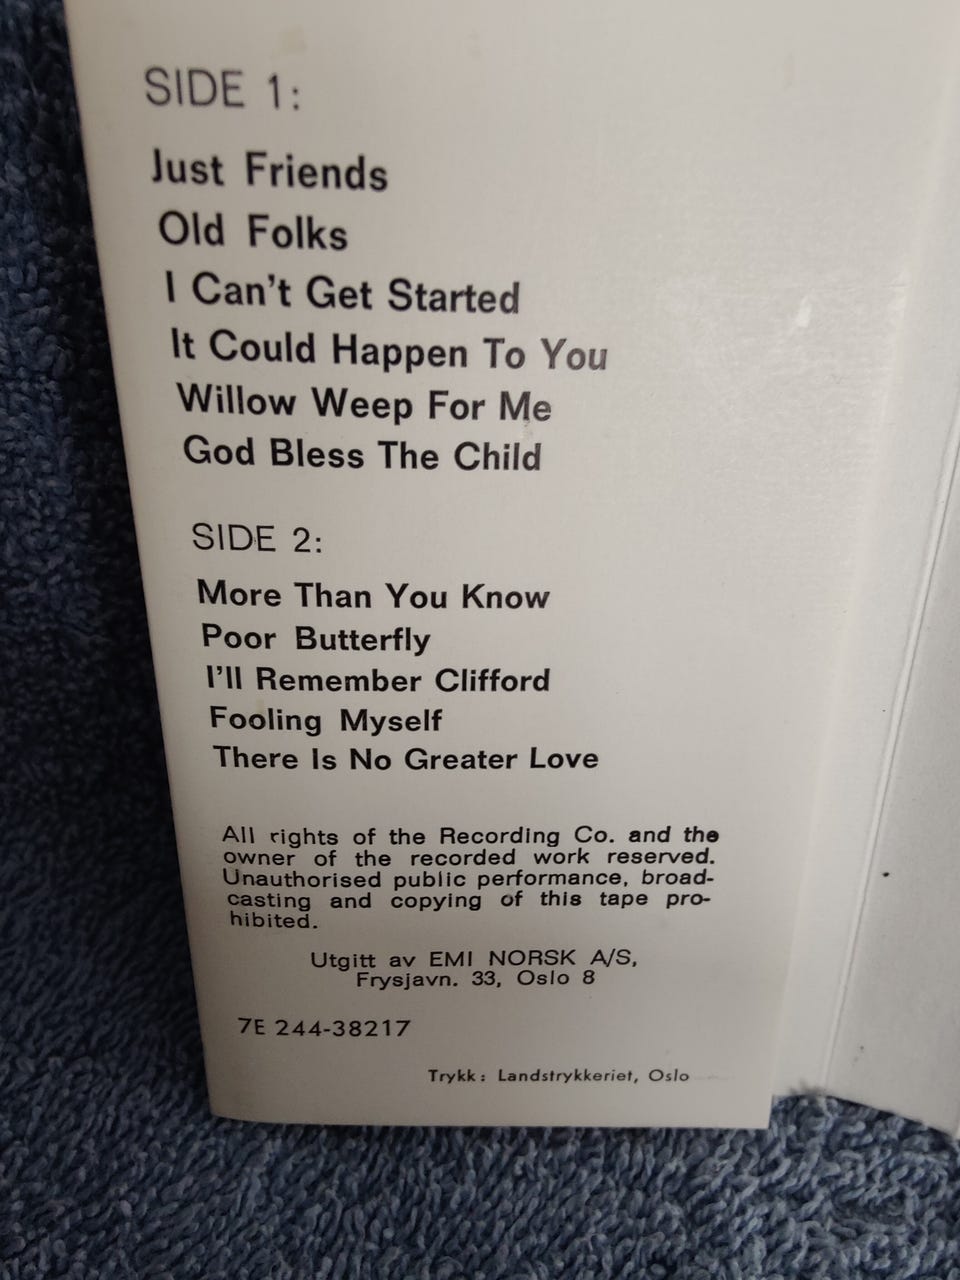 SIDE 1:
Just Friends
Old Folks
I Can't Get Started
It Could Happen To You
Willow Weep For Me
God Bless The Child
SIDE 2:
More Than You Know
Poor Butterfly
I'll Remember Clifford
Fooling Myself
There Is No Greater Love
All rights of the Recording Co. and the
owner of the recorded work reserved.
Unauthorised public performance, broad-
casting and copying of this tape pro-
hibited.
Utgitt av EMI NORSK A/S,
Frysjavn. 33, Oslo 8
7E 244-38217
Trykk: Landstrykkeriet, Oslo